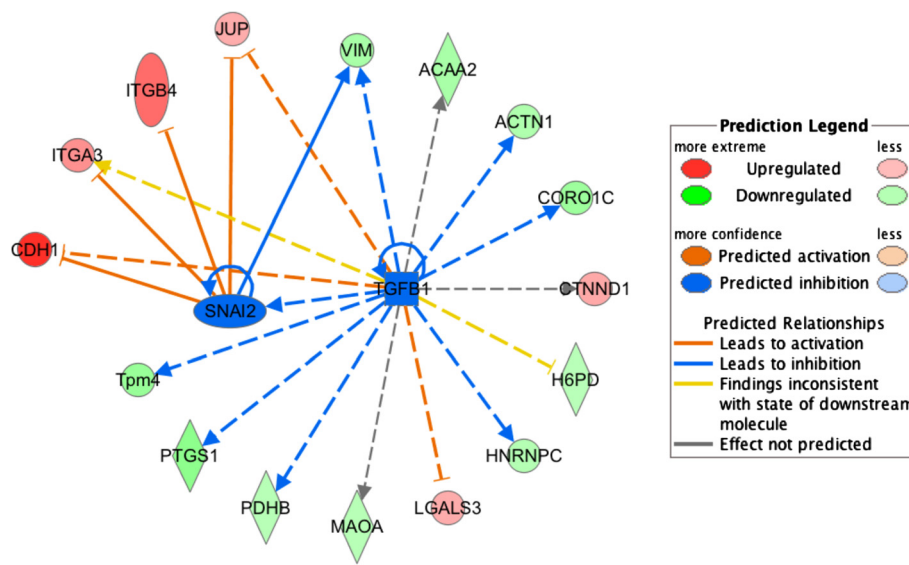 JUP
VIM
ACAA2
ITGB4
ACTN1
ITGA3
CORO1C
CDH1
TGFB1
CTNND1
SNAI2
Tpm4
H6PD
PTGS1
HNRNPC
PDHB
MAOA
LGALS3
Prediction Legend
more extreme less
Upregulated
Downregulated
more confidence less
Predicted activation
Predicted inhibition
Predicted Relationships
Leads to activation
Leads to inhibition
Findings inconsistent
with state of downstream
molecule
Effect not predicted